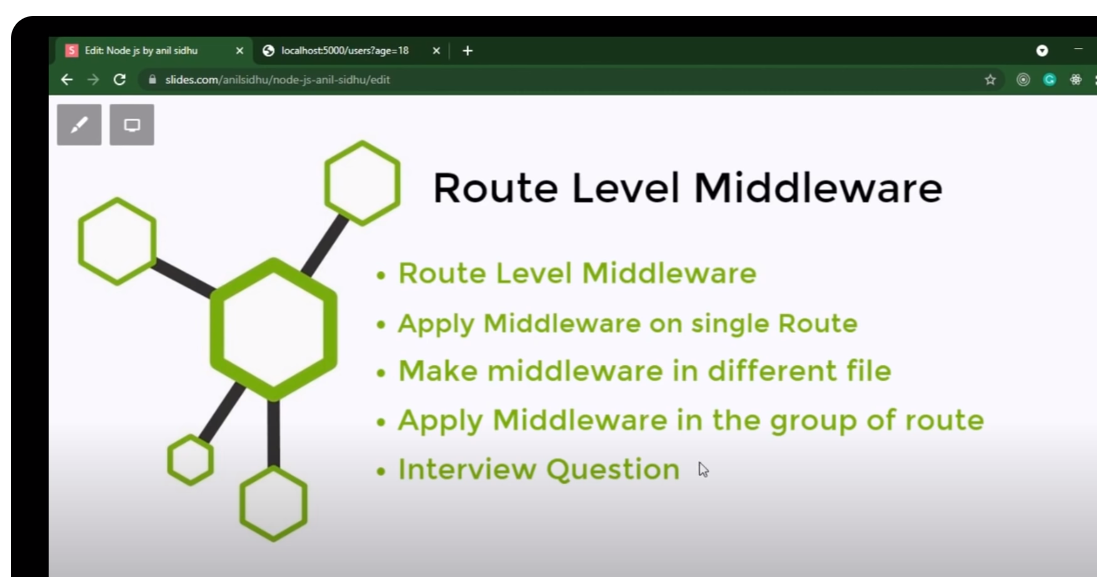 Edit: Node js by anil sidhu
localhost:5000/users?age=18
slides.com/anilsidhu/node-js-anil-sidhu/edit
Route Level Middleware
• Route Level Middleware
• Apply Middleware on single Route
• Make middleware in different file
• Apply Middleware in the group of route
• Interview Question